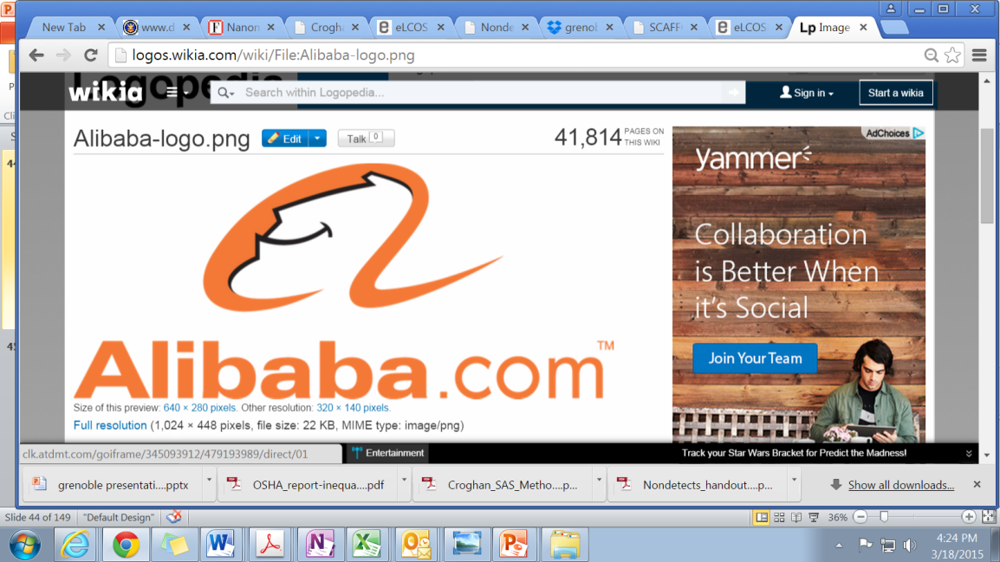 New Tab
www.d
Nanom
Crogha
eLCOS
Nonde
grenob
SCAFF
eLCOS
Lp Image
logos.wikia.com/wiki/File:Alibaba-logo.png
Logopedia
wikia
Search within Logopedia...
Sign in
Start a wikia
Alibaba-logo.png
Edit
Talk 0
41,814 PAGES ON THIS WIKI
AdChoices
yammer
Collaboration
is Better When
it's Social
Join Your Team
Alibaba.com™
Size of this preview: 640 × 280 pixels. Other resolution: 320 × 140 pixels.
Full resolution (1,024 × 448 pixels, file size: 22 KB, MIME type: image/png)
clk.atdmt.com/goiframe/345093912/479193989/direct/01
Entertainment
Track your Star Wars Bracket for Predict the Madness!
grenoble presentati....pptx
OSHA_report-inequa....pdf
Croghan_SAS_Metho....p...
Nondetects_handout....p...
Show all downloads...
Slide 44 of 149
"Default Design"
36%
4:24 PM
3/18/2015